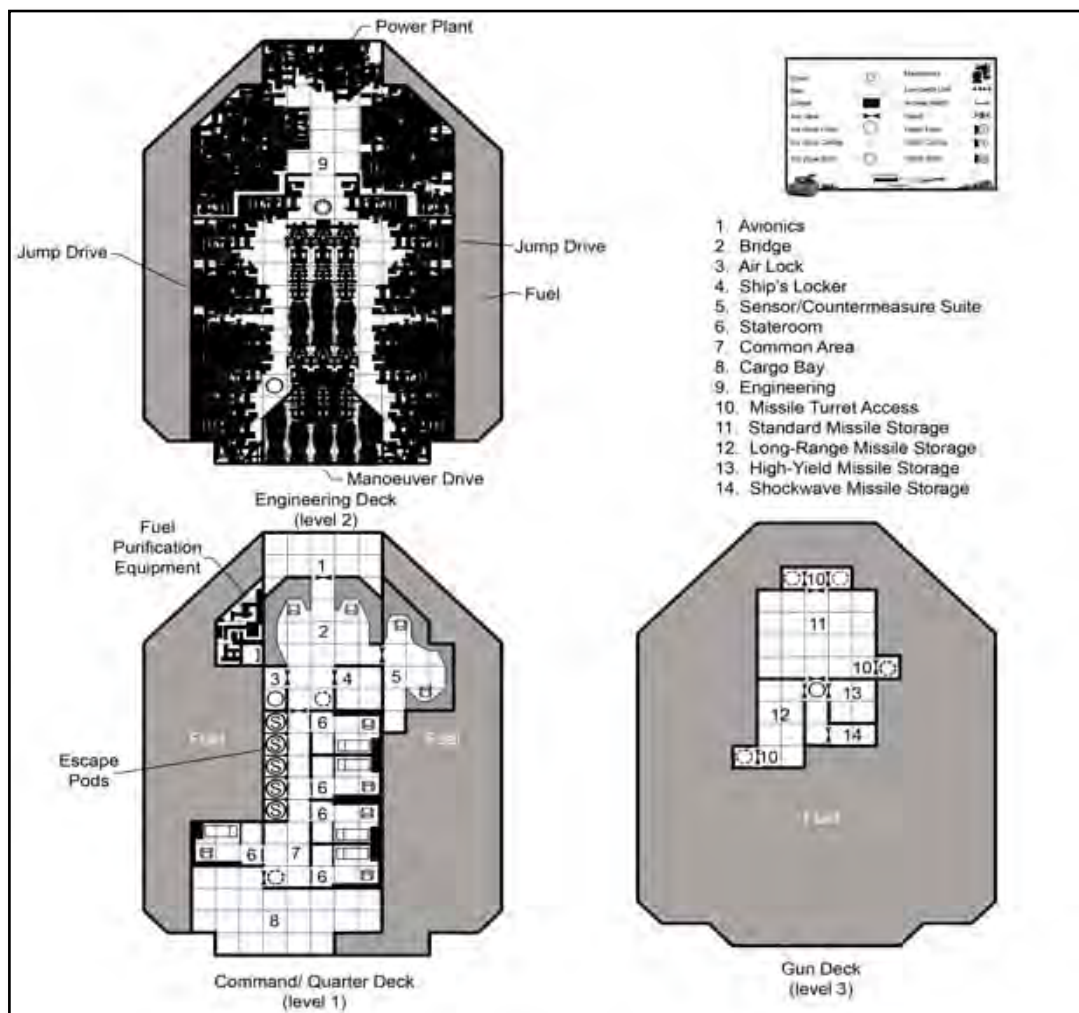 Power Plant
9
Jump Drive
Jump Drive
Fuel
Manoeuver Drive
Engineering Deck
(level 2)
1 Avionics
2 Bridge
3. Air Lock
4. Ship's Locker
5. Sensor/Countermeasure Suite
6. Stateroom
7. Common Area
8. Cargo Bay
9. Engineering
10. Missile Turret Access
11. Standard Missile Storage
12. Long-Range Missile Storage
13. High-Yield Missile Storage
14. Shockwave Missile Storage
Fuel
Purification
Equipment
1
2
3
4
5
Fuel
Fuel
Escape
Pods
S
S
S
S
S
6
6
6
6
6
7
8
Command/ Quarter Deck
(level 1)
10
11
10
13
12
14
10
Fuel
Gun Deck
(level 3)